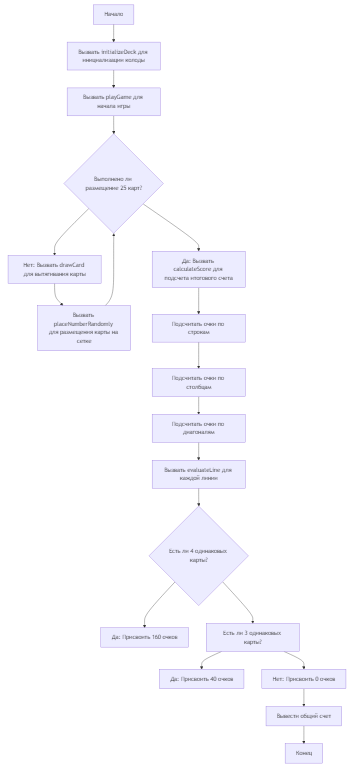 Начало
Вызвать initializeDeck для
инициализации колоды
Вызвать playGame для
начала игры
Выполнено ли
размещение 25 карт?
Нет: Вызвать drawCard
для вытягивания карты
Вызвать
placeNumberRandomly
для размещения карты на
сетке
Да: Вызвать
calculateScore для
подсчета итогового счета
Подсчитать очки по
строкам
Подсчитать очки по
столбцам
Подсчитать очки по
диагоналям
Вызвать evaluateLine для
каждой линии
Есть ли 4 одинаковых
карты?
Да: Присвоить 160 очков
Есть ли 3 одинаковых
карты?
Да: Присвоить 40 очков
Нет: Присвоить 0 очков
Вывести общий счет
Конец